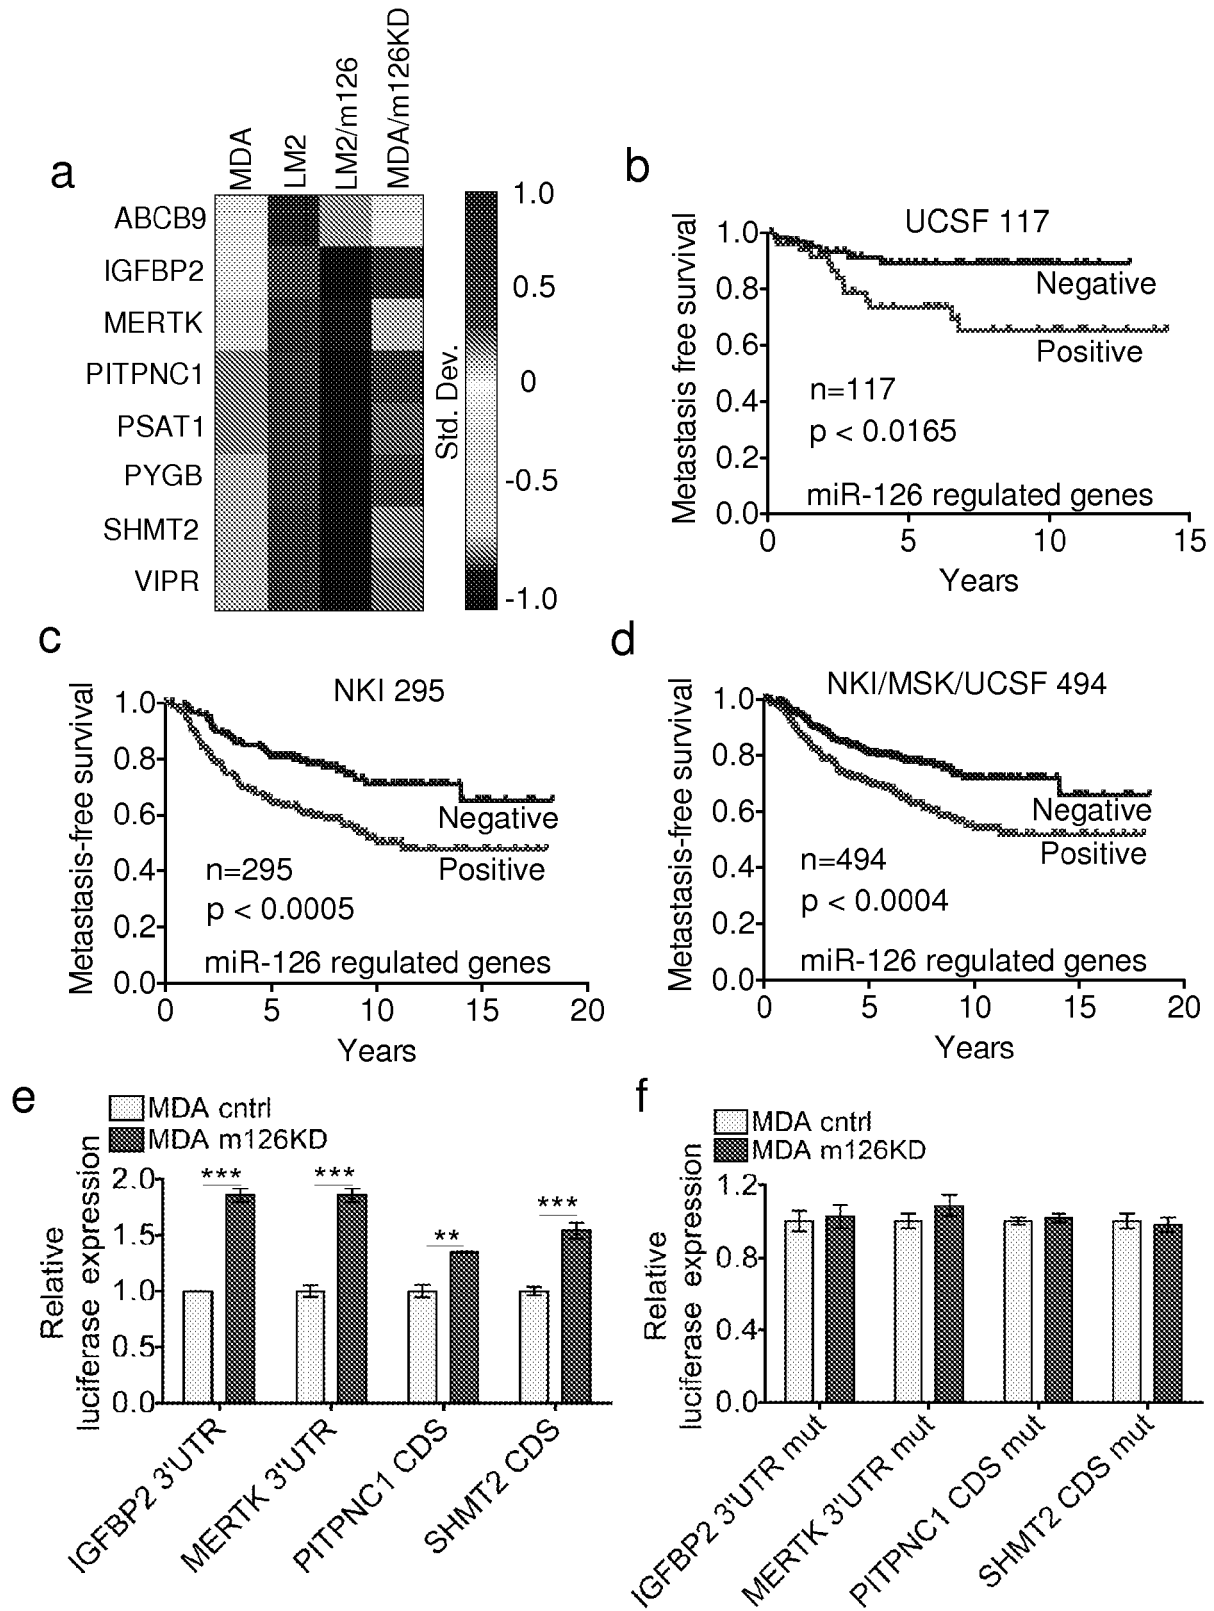 a
MDA
LM2
LM2/m126
MDA/m126KD
ABCB9
IGFBP2
MERTK
PITPNC1
PSAT1
PYGB
SHMT2
VIPR
Std. Dev.
1.0
0.5
0
-0.5
-1.0
b
UCSF 117
Metastasis free survival
1.0
0.8
0.6
0.4
0.2
0.0
Negative
Positive
n=117
p < 0.0165
miR-126 regulated genes
0 5 10 15
Years
c
NKI 295
Metastasis-free survival
1.0
0.8
0.6
0.4
0.2
0.0
Negative
Positive
n=295
p < 0.0005
miR-126 regulated genes
0 5 10 15 20
Years
d
NKI/MSK/UCSF 494
Metastasis-free survival
1.0
0.8
0.6
0.4
0.2
0.0
Negative
Positive
n=494
p < 0.0004
miR-126 regulated genes
0 5 10 15 20
Years
e
MDA cntrl
MDA m126KD
Relative
luciferase expression
2.0
1.5
1.0
0.5
0.0
*** *** ** ***
IGFBP2 3'UTR
MERTK 3'UTR
PITPNC1 CDS
SHMT2 CDS
f
MDA cntrl
MDA m126KD
Relative
luciferase expression
1.2
0.8
0.4
0.0
IGFBP2 3'UTR mut
MERTK 3'UTR mut
PITPNC1 CDS mut
SHMT2 CDS mut